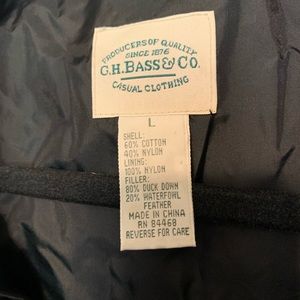 PRODUCERS OF QUALITY
SINCE 1876
G.H. BASS & CO.
CASUAL CLOTHING
L
SHELL:
60% COTTON
40% NYLON
LINING:
100% NYLON
FILLER:
80% DUCK DOWN
20% WATERFOWL
FEATHER
MADE IN CHINA
RN 84468
REVERSE FOR CARE